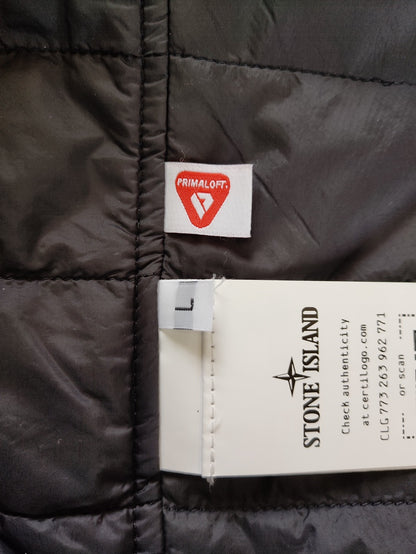 PRIMALOFT.
L
STONE ISLAND
Check authenticity
at certilogo.com
CLG 773 263 962 771
or scan